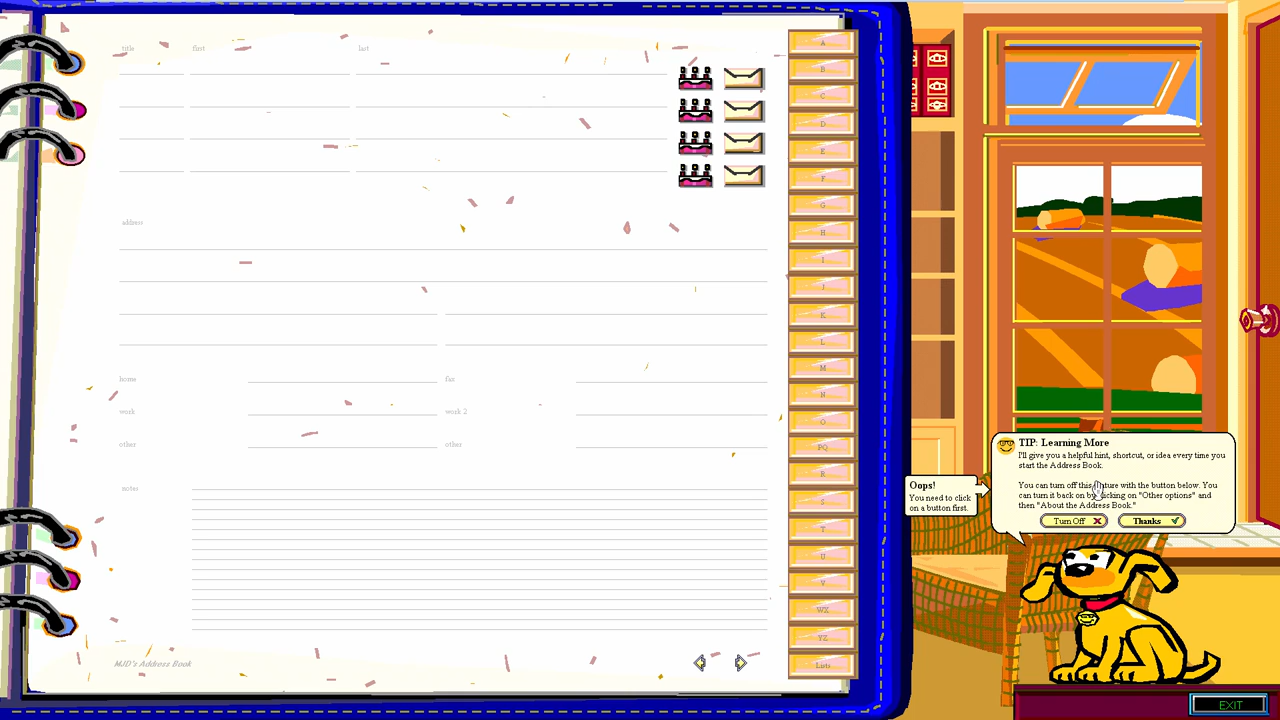 title first last
address
home fax
work work 2
other other
notes
MJD's Address Book
A
B
C
D
E
F
G
H
I
J
K
L
M
N
O
PQ
R
S
T
U
V
WX
YZ
Lists
Oops!
You need to click
on a button first.
TIP: Learning More
I'll give you a helpful hint, shortcut, or idea every time you
start the Address Book.
You can turn off this feature with the button below. You
can turn it back on by clicking on "Other options" and
then "About the Address Book."
Turn Off Thanks
EXIT